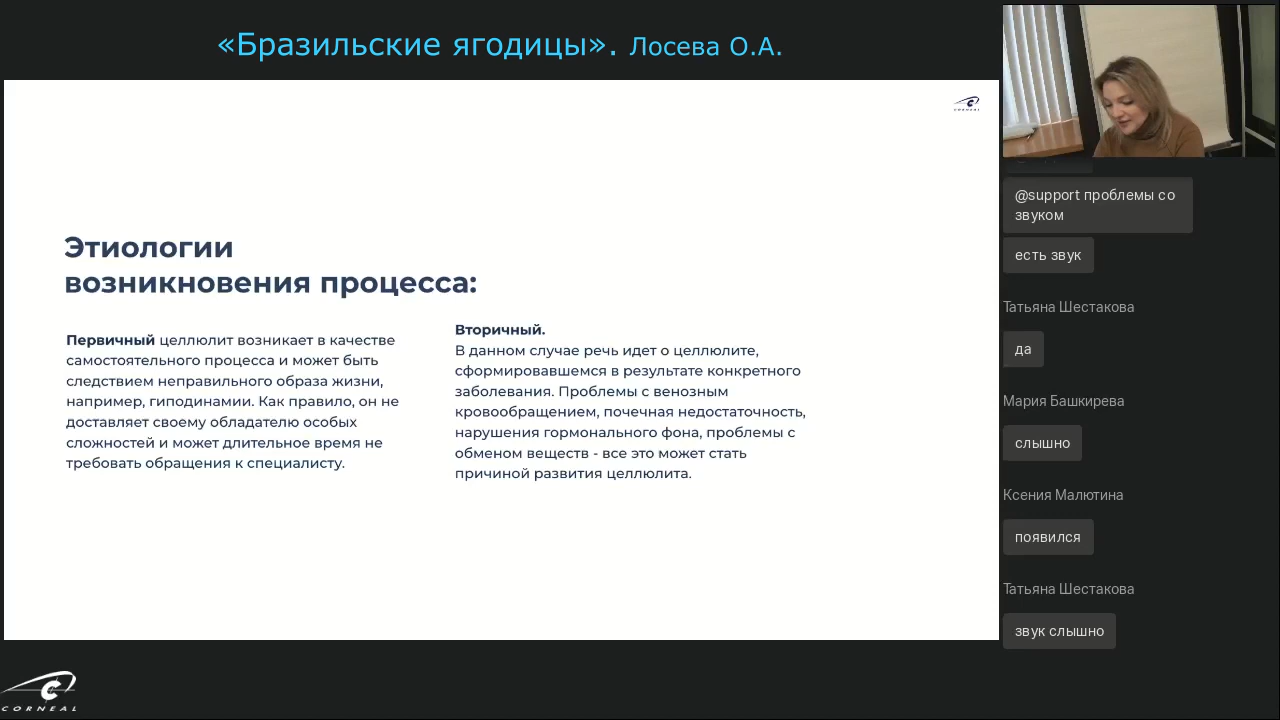 «Бразильские ягодицы». Лосева О.А.
CORNEAL
Этиологии
возникновения процесса:
Первичный целлюлит возникает в качестве
самостоятельного процесса и может быть
следствием неправильного образа жизни,
например, гиподинамии. Как правило, он не
доставляет своему обладателю особых
сложностей и может длительное время не
требовать обращения к специалисту.
Вторичный.
В данном случае речь идет о целлюлите,
сформировавшемся в результате конкретного
заболевания. Проблемы с венозным
кровообращением, почечная недостаточность,
нарушения гормонального фона, проблемы с
обменом веществ - все это может стать
причиной развития целлюлита.
@support проблемы со
звуком
есть звук
Татьяна Шестакова
да
Мария Башкирева
слышно
Ксения Малютина
появился
Татьяна Шестакова
звук слышно
CORNEAL